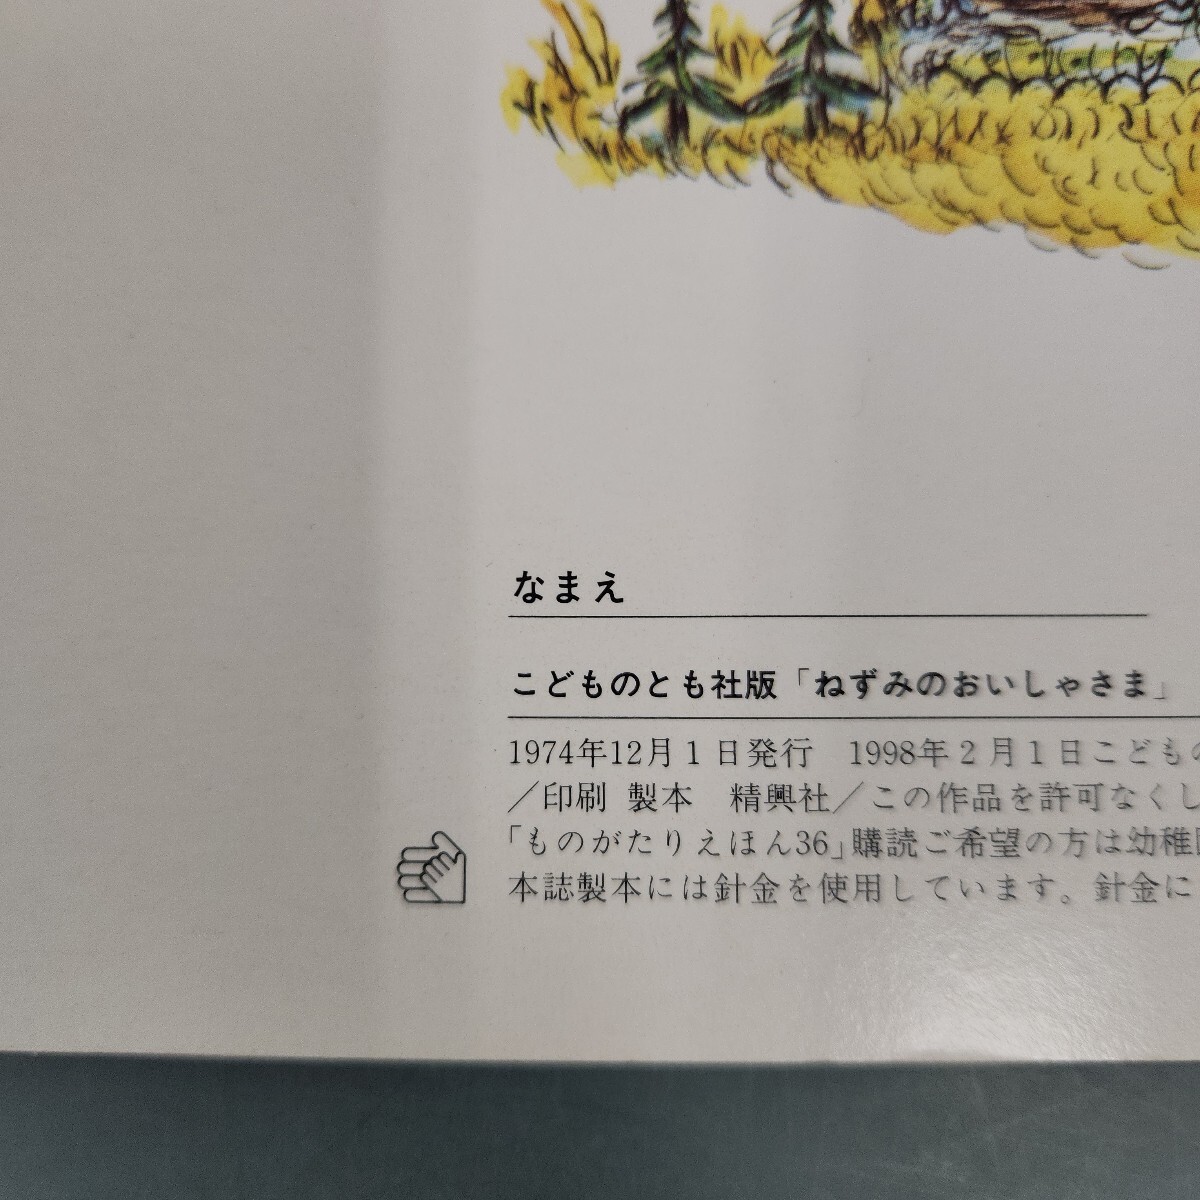 なまえ
こどものとも社版「ねずみのおいしゃさま」
1974年12月1日発行　1998年2月1日こどもの
／印刷 製本　精興社／この作品を許可なくし
「ものがたりえほん36」購読ご希望の方は幼稚園
本誌製本には針金を使用しています。針金に